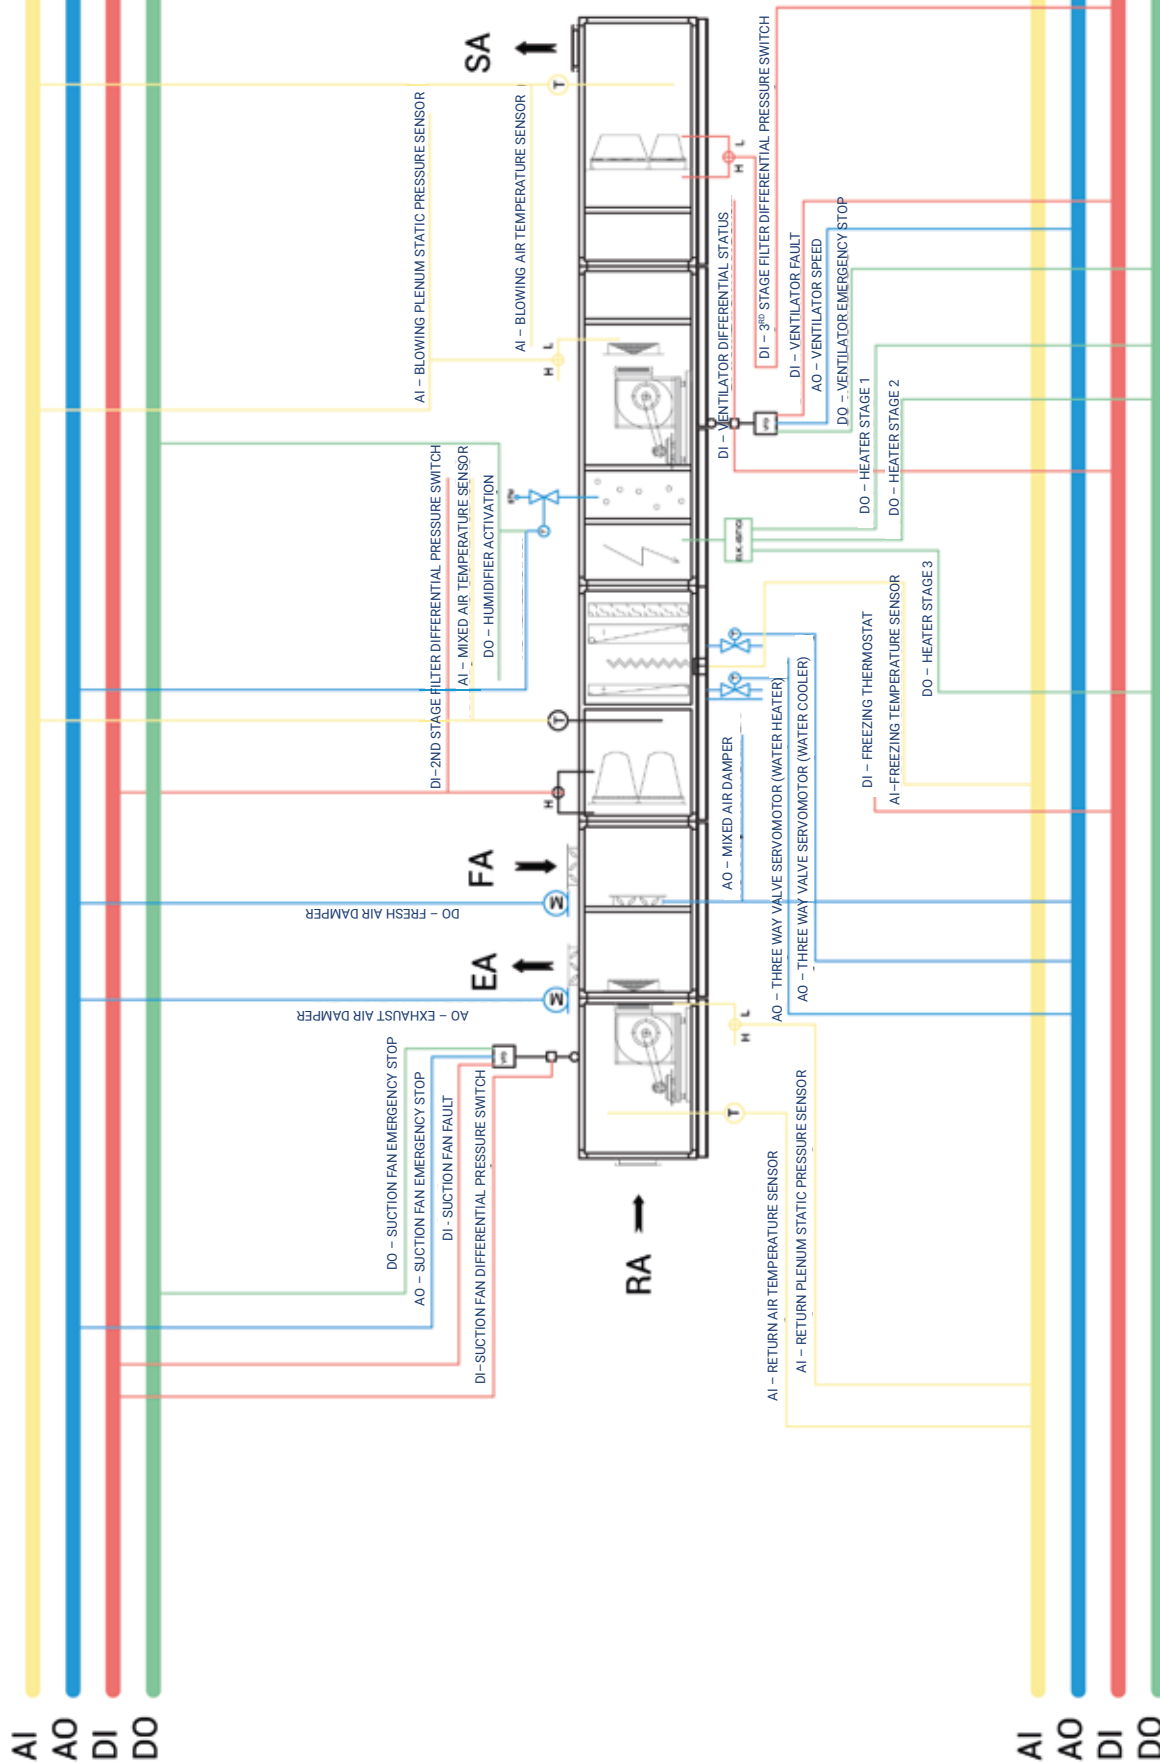 AI
AO
DI
DO
SA
AI – BLOWING PLENUM STATIC PRESSURE SENSOR
AI – BLOWING AIR TEMPERATURE SENSOR
T
H
L
DI–2ND STAGE FILTER DIFFERENTIAL PRESSURE SWITCH
AI – MIXED AIR TEMPERATURE SENSOR
DO – HUMIDIFIER ACTIVATION
T
H
FA
M
DO – FRESH AIR DAMPER
EA
M
AO – EXHAUST AIR DAMPER
DO – SUCTION FAN EMERGENCY STOP
AO – SUCTION FAN EMERGENCY STOP
DI - SUCTION FAN FAULT
DI–SUCTION FAN DIFFERENTIAL PRESSURE SWITCH
VFD
RA
H
L
DI – VENTILATOR DIFFERENTIAL STATUS
DI – 3RD STAGE FILTER DIFFERENTIAL PRESSURE SWITCH
DI – VENTILATOR FAULT
AO – VENTILATOR SPEED
DO – VENTILATOR EMERGENCY STOP
VFD
DO – HEATER STAGE 1
DO – HEATER STAGE 2
DO – HEATER STAGE 3
DI – FREEZING THERMOSTAT
AI–FREEZING TEMPERATURE SENSOR
AO – MIXED AIR DAMPER
AO – THREE WAY VALVE SERVOMOTOR (WATER HEATER)
AO – THREE WAY VALVE SERVOMOTOR (WATER COOLER)
H
L
T
AI – RETURN AIR TEMPERATURE SENSOR
AI – RETURN PLENUM STATIC PRESSURE SENSOR
AI
AO
DI
DO